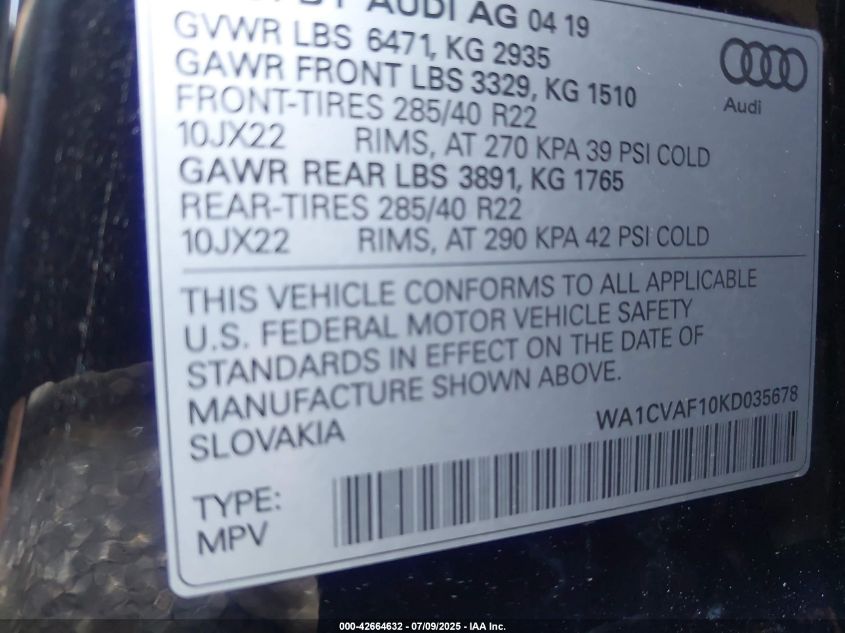 BY AUDI AG 04 19
GVWR LBS 6471, KG 2935
GAWR FRONT LBS 3329, KG 1510
FRONT-TIRES 285/40 R22
10JX22 RIMS, AT 270 KPA 39 PSI COLD
GAWR REAR LBS 3891, KG 1765
REAR-TIRES 285/40 R22
10JX22 RIMS, AT 290 KPA 42 PSI COLD
Audi
THIS VEHICLE CONFORMS TO ALL APPLICABLE
U.S. FEDERAL MOTOR VEHICLE SAFETY
STANDARDS IN EFFECT ON THE DATE OF
MANUFACTURE SHOWN ABOVE.
SLOVAKIA
WA1CVAF10KD035678
TYPE:
MPV
000-42664632 - 07/09/2025 - IAA Inc.